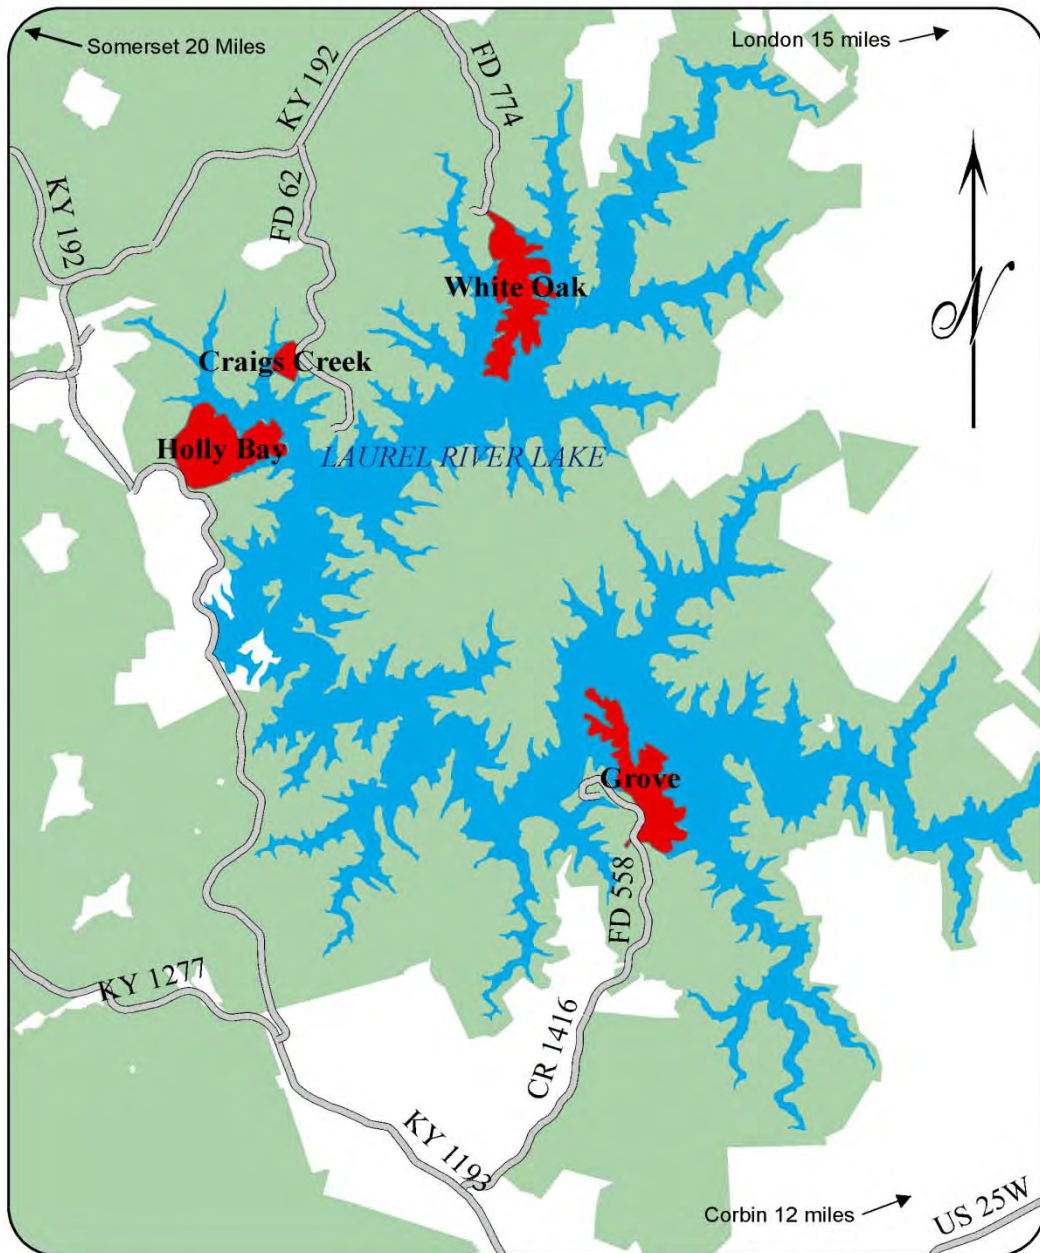 Somerset 20 Miles
London 15 miles
KY 192
FD 774
KY 192
FD 62
White Oak
N
Craigs Creek
Holly Bay
LAUREL RIVER LAKE
Grove
FD 558
KY 1277
CR 1416
KY 1193
Corbin 12 miles
US 25W